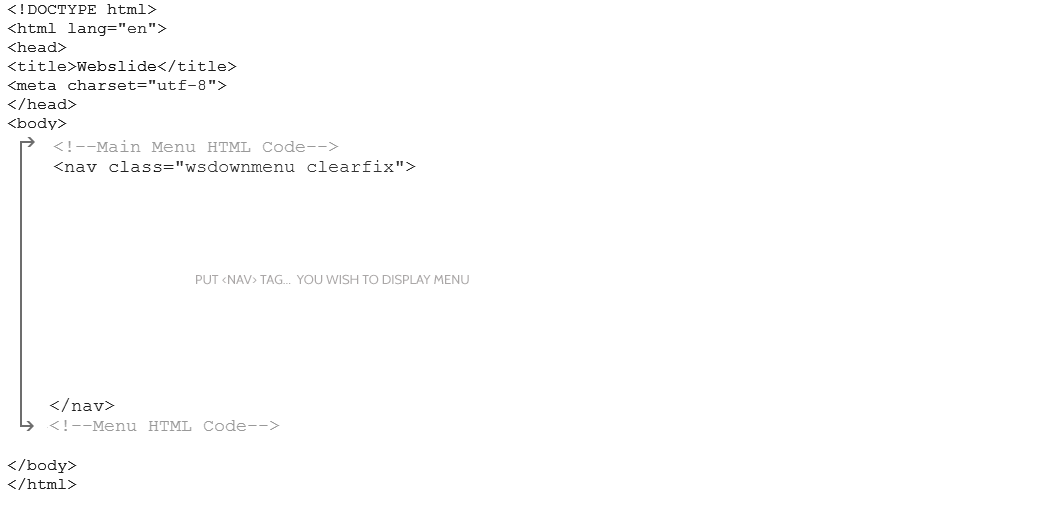 <!DOCTYPE html>
<html lang="en">
<head>
<title>Webslide</title>
<meta charset="utf-8">
</head>
<body>
<!--Main Menu HTML Code-->
<nav class="wsdownmenu clearfix">
PUT <NAV> TAG... YOU WISH TO DISPLAY MENU
</nav>
<!--Menu HTML Code-->
</body>
</html>